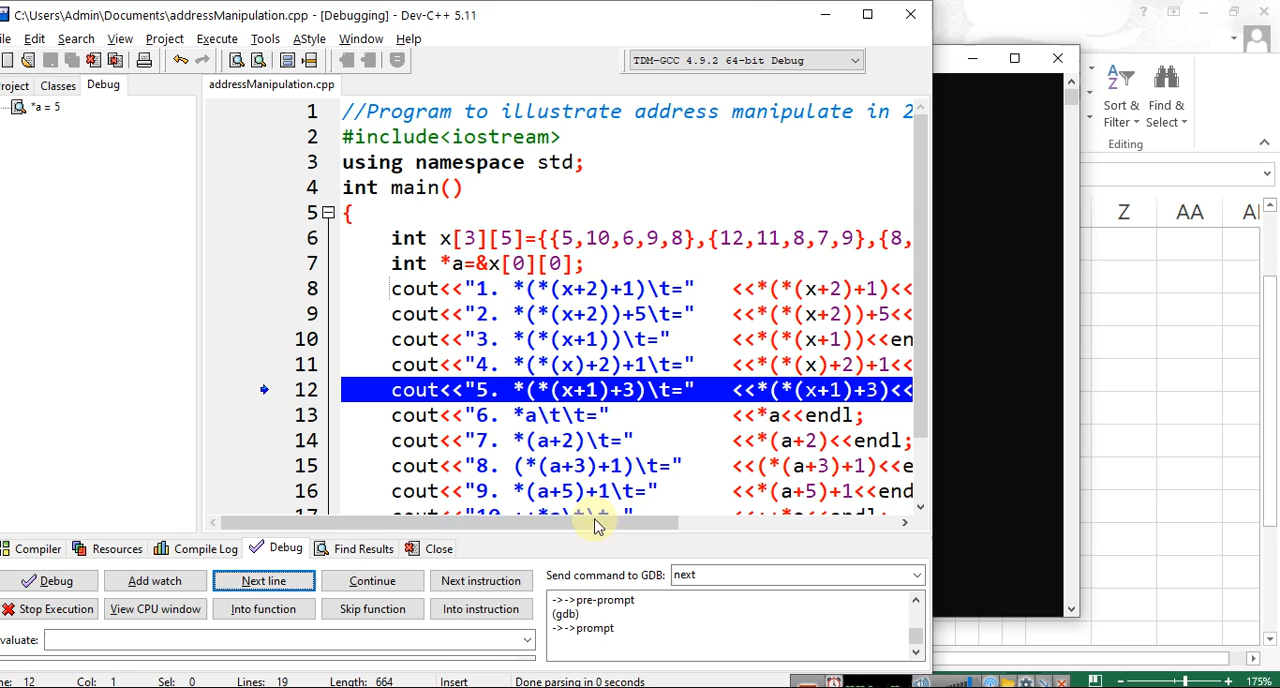 C:\Users\Admin\Documents\addressManipulation.cpp - [Debugging] - Dev-C++ 5.11
ile Edit Search View Project Execute Tools AStyle Window Help
TDM-GCC 4.9.2 64-bit Debug
roject Classes Debug
addressManipulation.cpp
*a = 5
1 //Program to illustrate address manipulate in 2
2 #include<iostream>
3 using namespace std;
4 int main()
5 {
6 int x[3][5]={{5,10,6,9,8},{12,11,8,7,9},{8,
7 int *a=&x[0][0];
8 cout<<"1. *(*(x+2)+1)\t=" <<*(*(x+2)+1)<<
9 cout<<"2. *(*(x+2))+5\t=" <<*(*(x+2))+5<<
10 cout<<"3. *(*(x+1))\t=" <<*(*(x+1))<<en
11 cout<<"4. *(*(x)+2)+1\t=" <<*(*(x)+2)+1<<
12 cout<<"5. *(*(x+1)+3)\t=" <<*(*(x+1)+3)<<
13 cout<<"6. *a\t\t=" <<*a<<endl;
14 cout<<"7. *(a+2)\t=" <<*(a+2)<<endl;
15 cout<<"8. (*(a+3)+1)\t=" <<(*(a+3)+1)<<e
16 cout<<"9. *(a+5)+1\t=" <<*(a+5)+1<<end
Compiler Resources Compile Log Debug Find Results Close
Debug Add watch Next line Continue Next instruction
Stop Execution View CPU window Into function Skip function Into instruction
valuate:
Send command to GDB: next
->->pre-prompt
(gdb)
->->prompt
ne: 12 Col: 1 Sel: 0 Lines: 19 Length: 664 Insert Done parsing in 0 seconds
Sort & Find &
Filter Select
Editing
Z AA
175%